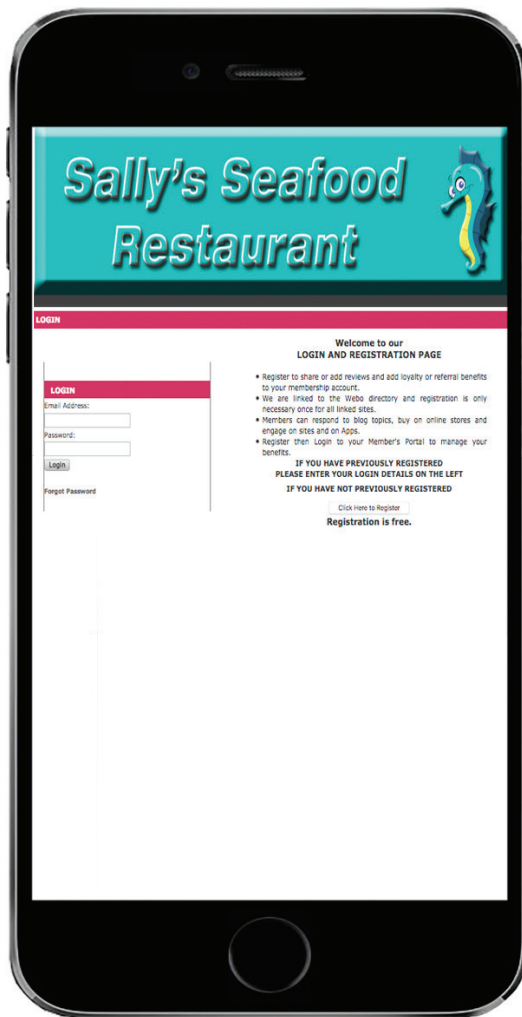 Sally's Seafood
Restaurant
LOGIN
LOGIN
Email Address:
Password:
Login
Forgot Password
Welcome to our
LOGIN AND REGISTRATION PAGE
• Register to share or add reviews and add loyalty or referral benefits
to your membership account.
• We are linked to the Webo directory and registration is only
necessary once for all linked sites.
• Members can respond to blog topics, buy on online stores and
engage on sites and on Apps.
• Register then Login to your Member's Portal to manage your
benefits.
IF YOU HAVE PREVIOUSLY REGISTERED
PLEASE ENTER YOUR LOGIN DETAILS ON THE LEFT
IF YOU HAVE NOT PREVIOUSLY REGISTERED
Click Here to Register
Registration is free.